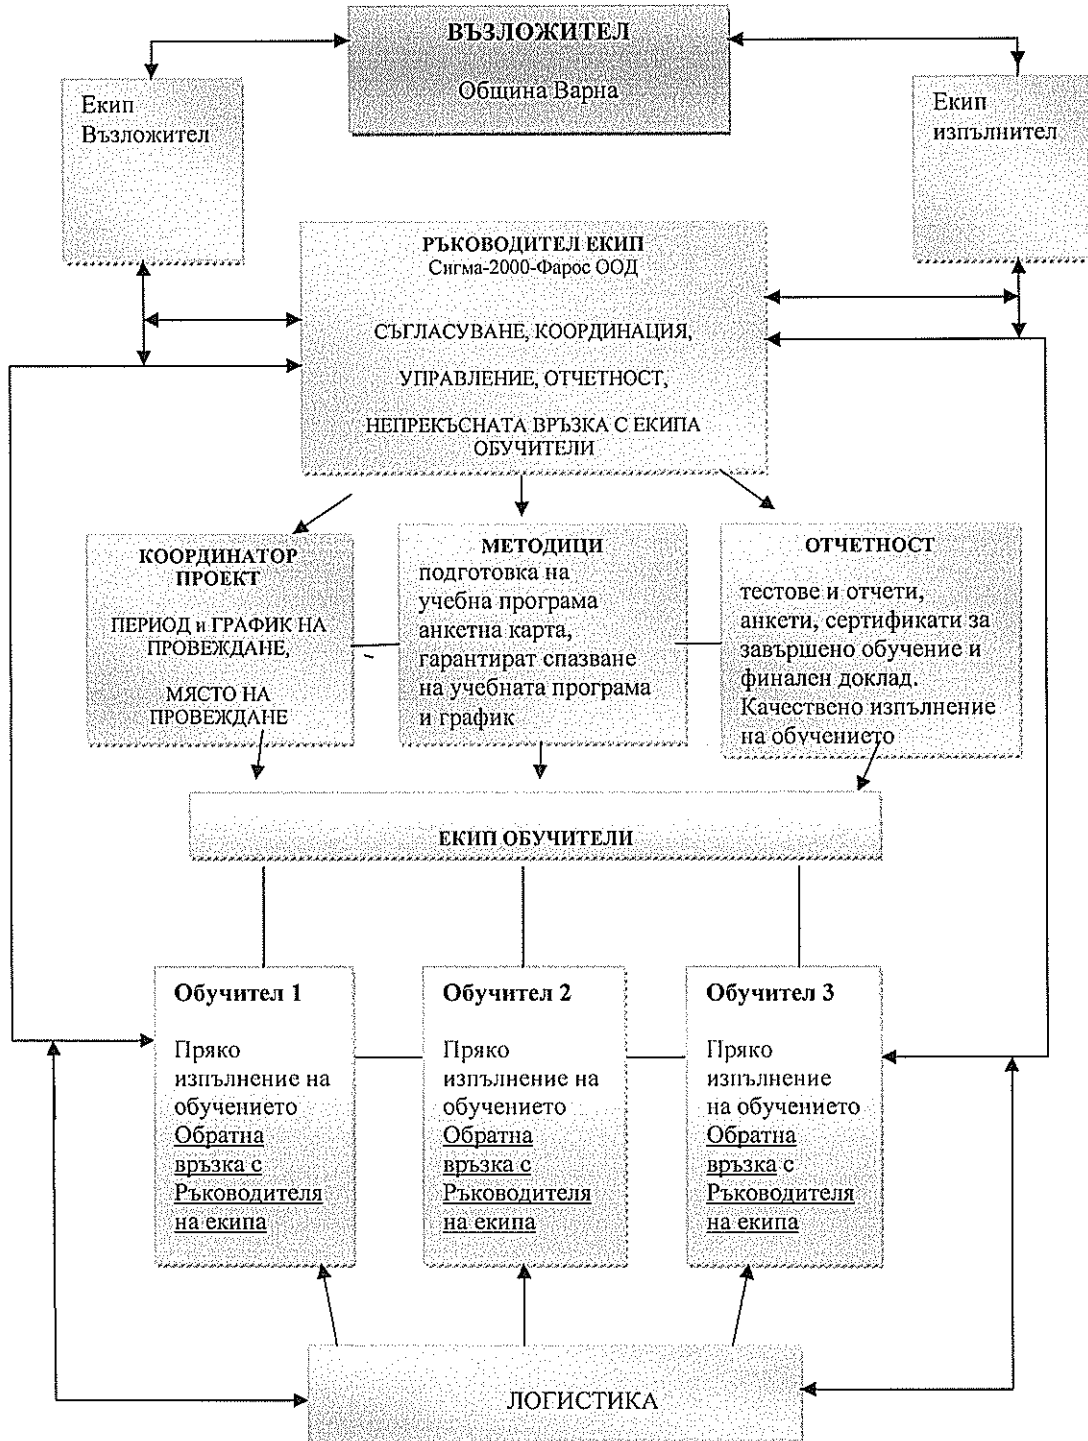 ВЪЗЛОЖИТЕЛ
Община Варна
Екип
Възложител
Екип
изпълнител
РЪКОВОДИТЕЛ ЕКИП
Сигма-2000-Фарос ООД
СЪГЛАСУВАНЕ, КООРДИНАЦИЯ,
УПРАВЛЕНИЕ, ОТЧЕТНОСТ,
НЕПРЕКЪСНАТА ВРЪЗКА С ЕКИПА
ОБУЧИТЕЛИ
КООРДИНАТОР
ПРОЕКТ
ПЕРИОД и ГРАФИК НА
ПРОВЕЖДАНЕ,
МЯСТО НА
ПРОВЕЖДАНЕ
МЕТОДИЦИ
подготовка на
учебна програма
анкетна карта,
гарантират спазване
на учебната програма
и график
ОТЧЕТНОСТ
тестове и отчети,
анкети, сертификати за
завършено обучение и
финален доклад.
Качествено изпълнение
на обучението
ЕКИП ОБУЧИТЕЛИ
Обучител 1
Пряко
изпълнение на
обучението
Обратна
връзка с
Ръководителя
на екипа
Обучител 2
Пряко
изпълнение на
обучението
Обратна
връзка с
Ръководителя
на екипа
Обучител 3
Пряко
изпълнение
на обучението
Обратна
връзка с
Ръководителя
на екипа
ЛОГИСТИКА